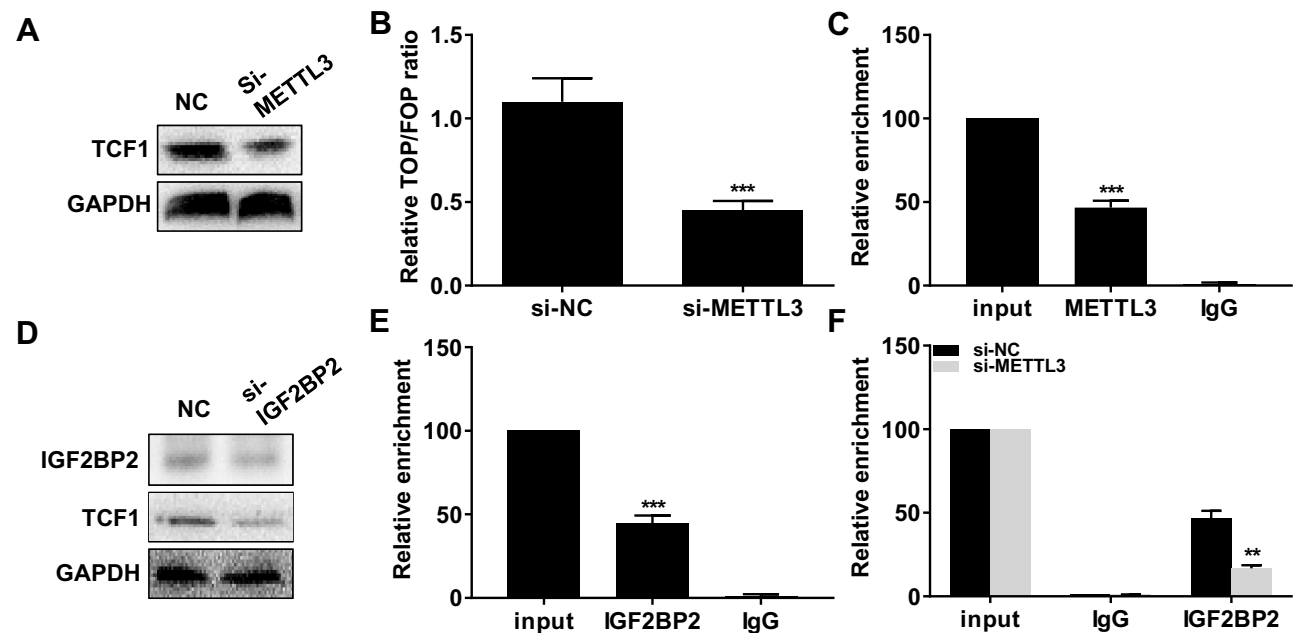 A
NC
Si-
METTL3
TCF1
GAPDH
B
Relative TOP/FOP ratio
1.5
1.0
0.5
0.0
***
si-NC
si-METTL3
C
Relative enrichment
150
100
50
0
***
input
METTL3
IgG
D
NC
si-
IGF2BP2
IGF2BP2
TCF1
GAPDH
E
Relative enrichment
150
100
50
0
***
input
IGF2BP2
IgG
F
Relative enrichment
150
100
50
0
si-NC
si-METTL3
**
input
IgG
IGF2BP2